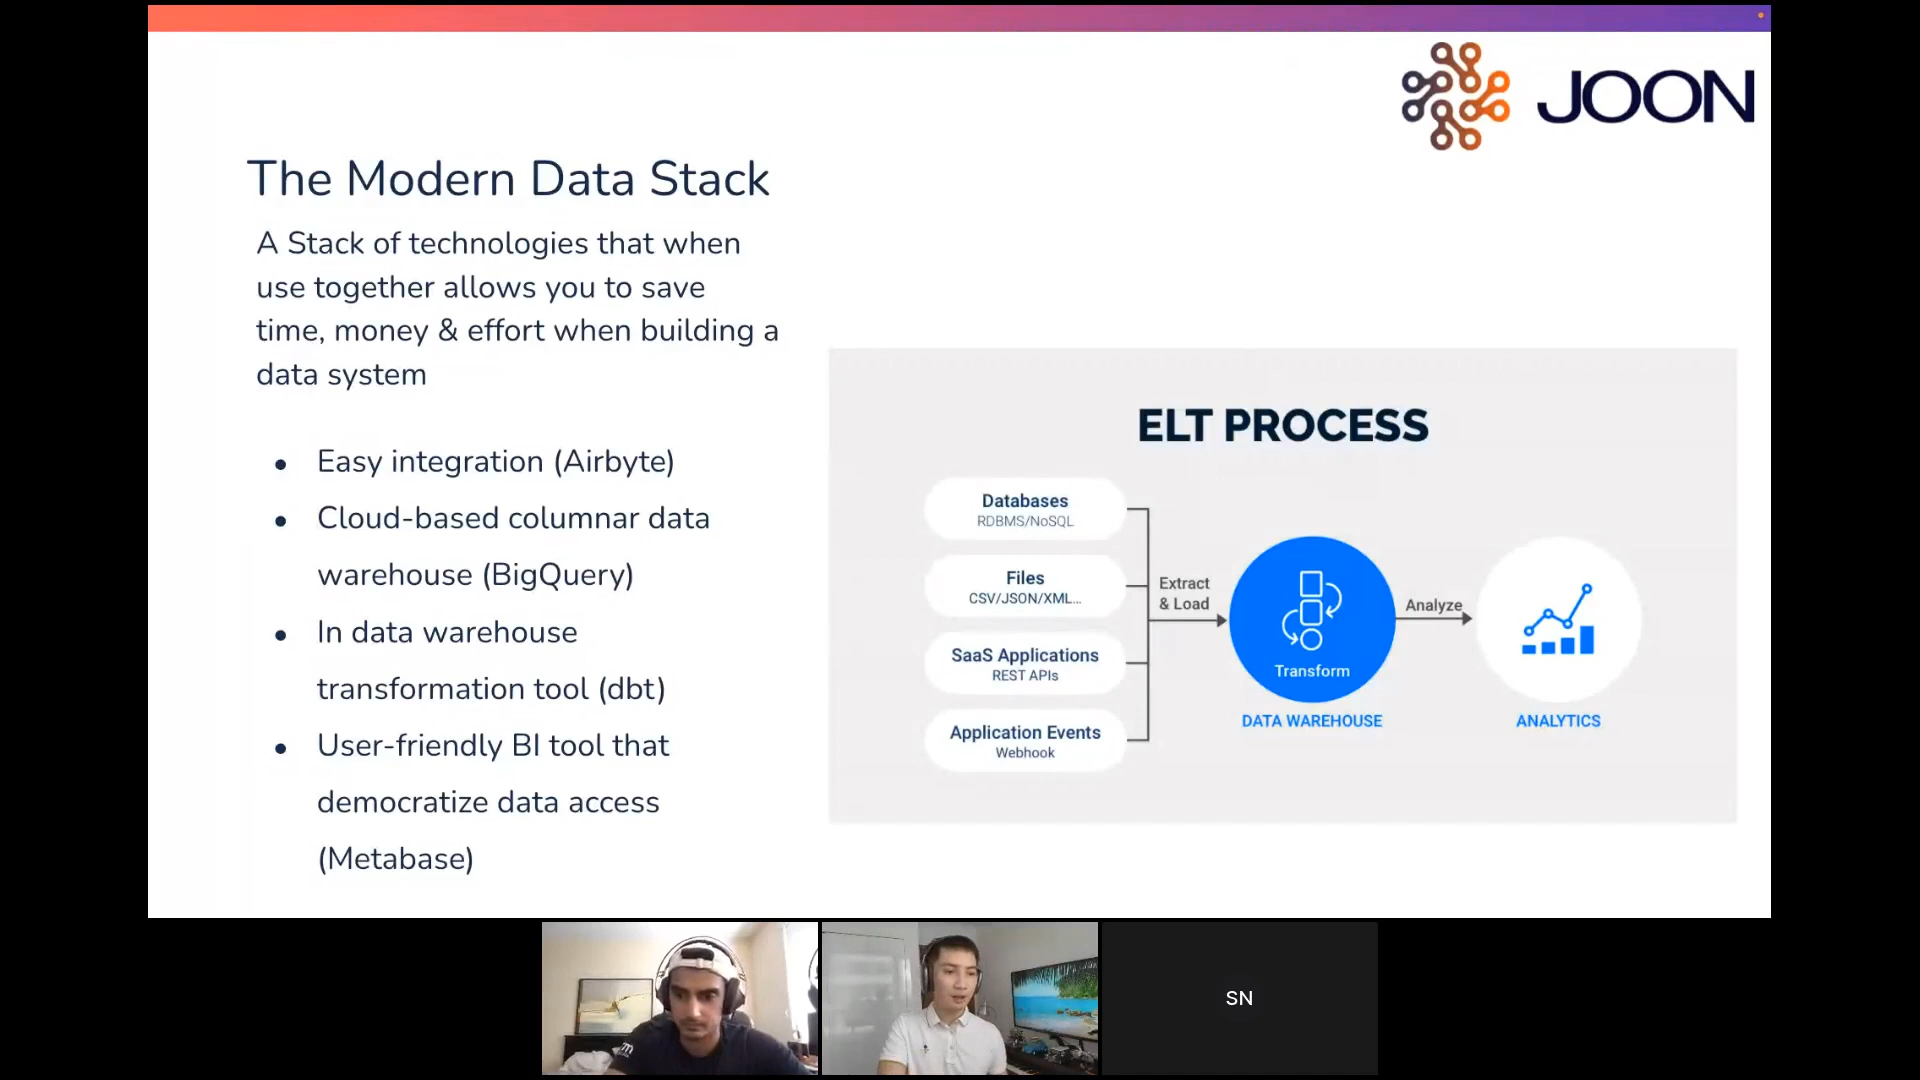 JOON
The Modern Data Stack
A Stack of technologies that when
use together allows you to save
time, money & effort when building a
data system
● Easy integration (Airbyte)
● Cloud-based columnar data
warehouse (BigQuery)
● In data warehouse
transformation tool (dbt)
● User-friendly BI tool that
democratize data access
(Metabase)
ELT PROCESS
Databases
RDBMS/NoSQL
Files
CSV/JSON/XML...
SaaS Applications
REST APIs
Application Events
Webhook
Extract
& Load
Transform
DATA WAREHOUSE
Analyze
ANALYTICS
SN